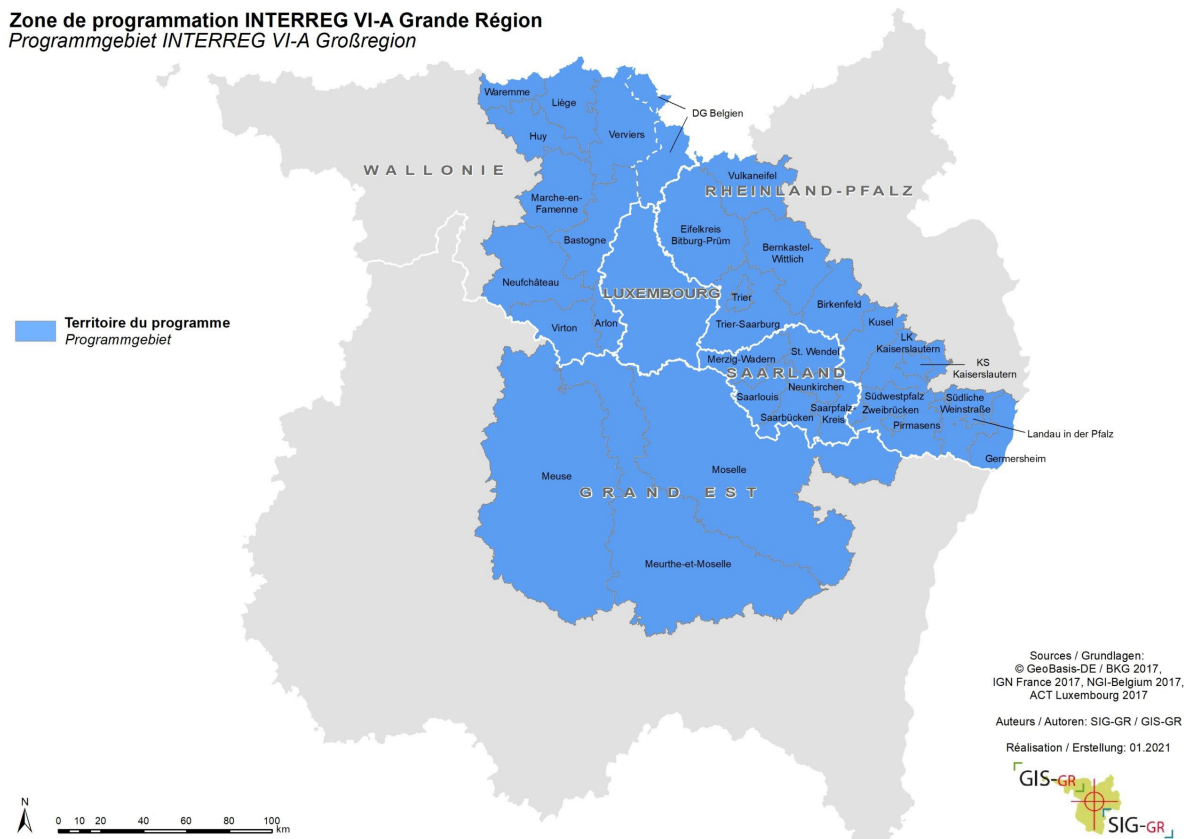 Zone de programmation INTERREG VI-A Grande Région
Programmgebiet INTERREG VI-A Großregion
Waremme
Liège
DG Belgien
Huy
Verviers
WALLONIE
Vulkaneifel
RHEINLAND-PFALZ
Marche-en-
Famenne
Eifelkreis
Bitburg-Prüm
Bastogne
Bernkastel-
Wittlich
Neufchâteau
LUXEMBOURG
Trier
Birkenfeld
Territoire du programme
Programmgebiet
Virton
Arlon
Trier-Saarburg
Kusel
LK
Kaiserslautern
St. Wendel
Merzig-Wadern
KS
Kaiserslautern
SAARLAND
Neunkirchen
Saarlouis
Südwestpfalz
Südliche
Weinstraße
Saarbücken
Saarpfalz-
Kreis
Zweibrücken
Pirmasens
Landau in der Pfalz
Germersheim
Moselle
Meuse
GRAND EST
Meurthe-et-Moselle
Sources / Grundlagen:
© GeoBasis-DE / BKG 2017,
IGN France 2017, NGI-Belgium 2017,
ACT Luxembourg 2017
Auteurs / Autoren: SIG-GR / GIS-GR
Réalisation / Erstellung: 01.2021
GIS-GR
SIG-GR
N
0 10 20 40 60 80 100
km